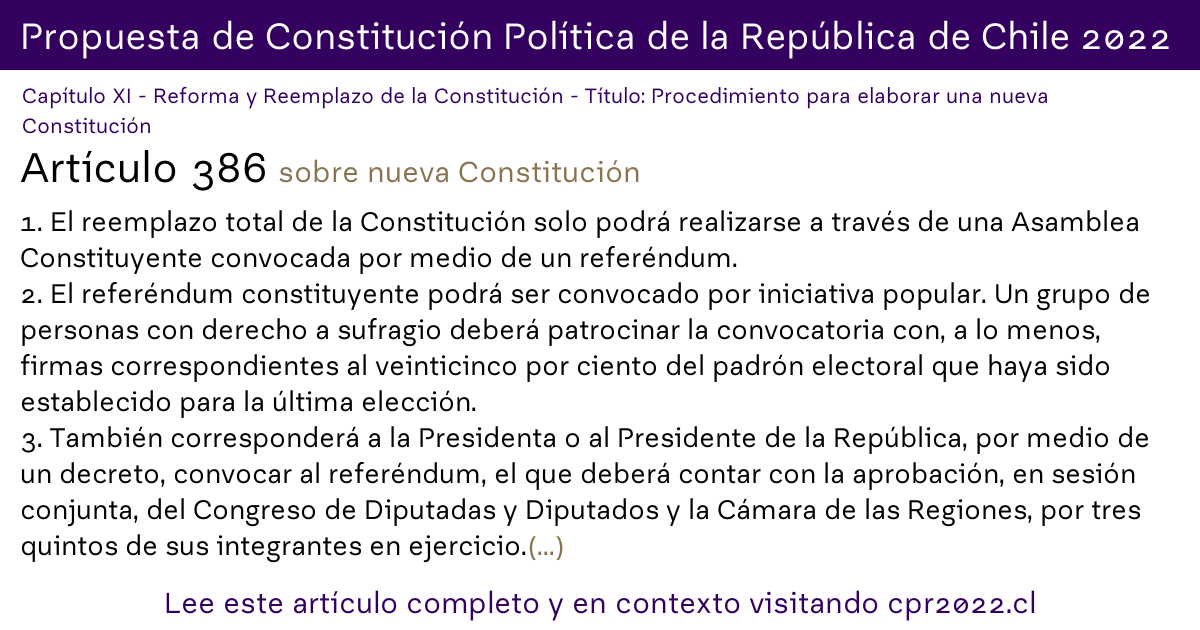 Propuesta de Constitución Política de la República de Chile 2022
Capítulo XI - Reforma y Reemplazo de la Constitución - Título: Procedimiento para elaborar una nueva
Constitución
Artículo 386 sobre nueva Constitución
1. El reemplazo total de la Constitución solo podrá realizarse a través de una Asamblea
Constituyente convocada por medio de un referéndum.
2. El referéndum constituyente podrá ser convocado por iniciativa popular. Un grupo de
personas con derecho a sufragio deberá patrocinar la convocatoria con, a lo menos,
firmas correspondientes al veinticinco por ciento del padrón electoral que haya sido
establecido para la última elección.
3. También corresponderá a la Presidenta o al Presidente de la República, por medio de
un decreto, convocar al referéndum, el que deberá contar con la aprobación, en sesión
conjunta, del Congreso de Diputadas y Diputados y la Cámara de las Regiones, por tres
quintos de sus integrantes en ejercicio.(...)
Lee este artículo completo y en contexto visitando cpr2022.cl